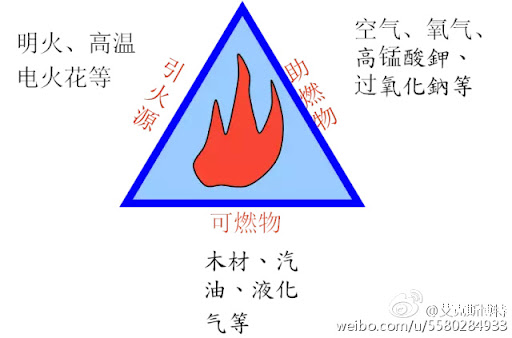 明火、高温
电火花等
空气、氧气、
高锰酸鉀、
过氧化鈉等
引火源
助燃物
可燃物
木材、汽
油、液化
气等
weibo.com/u/5580284933